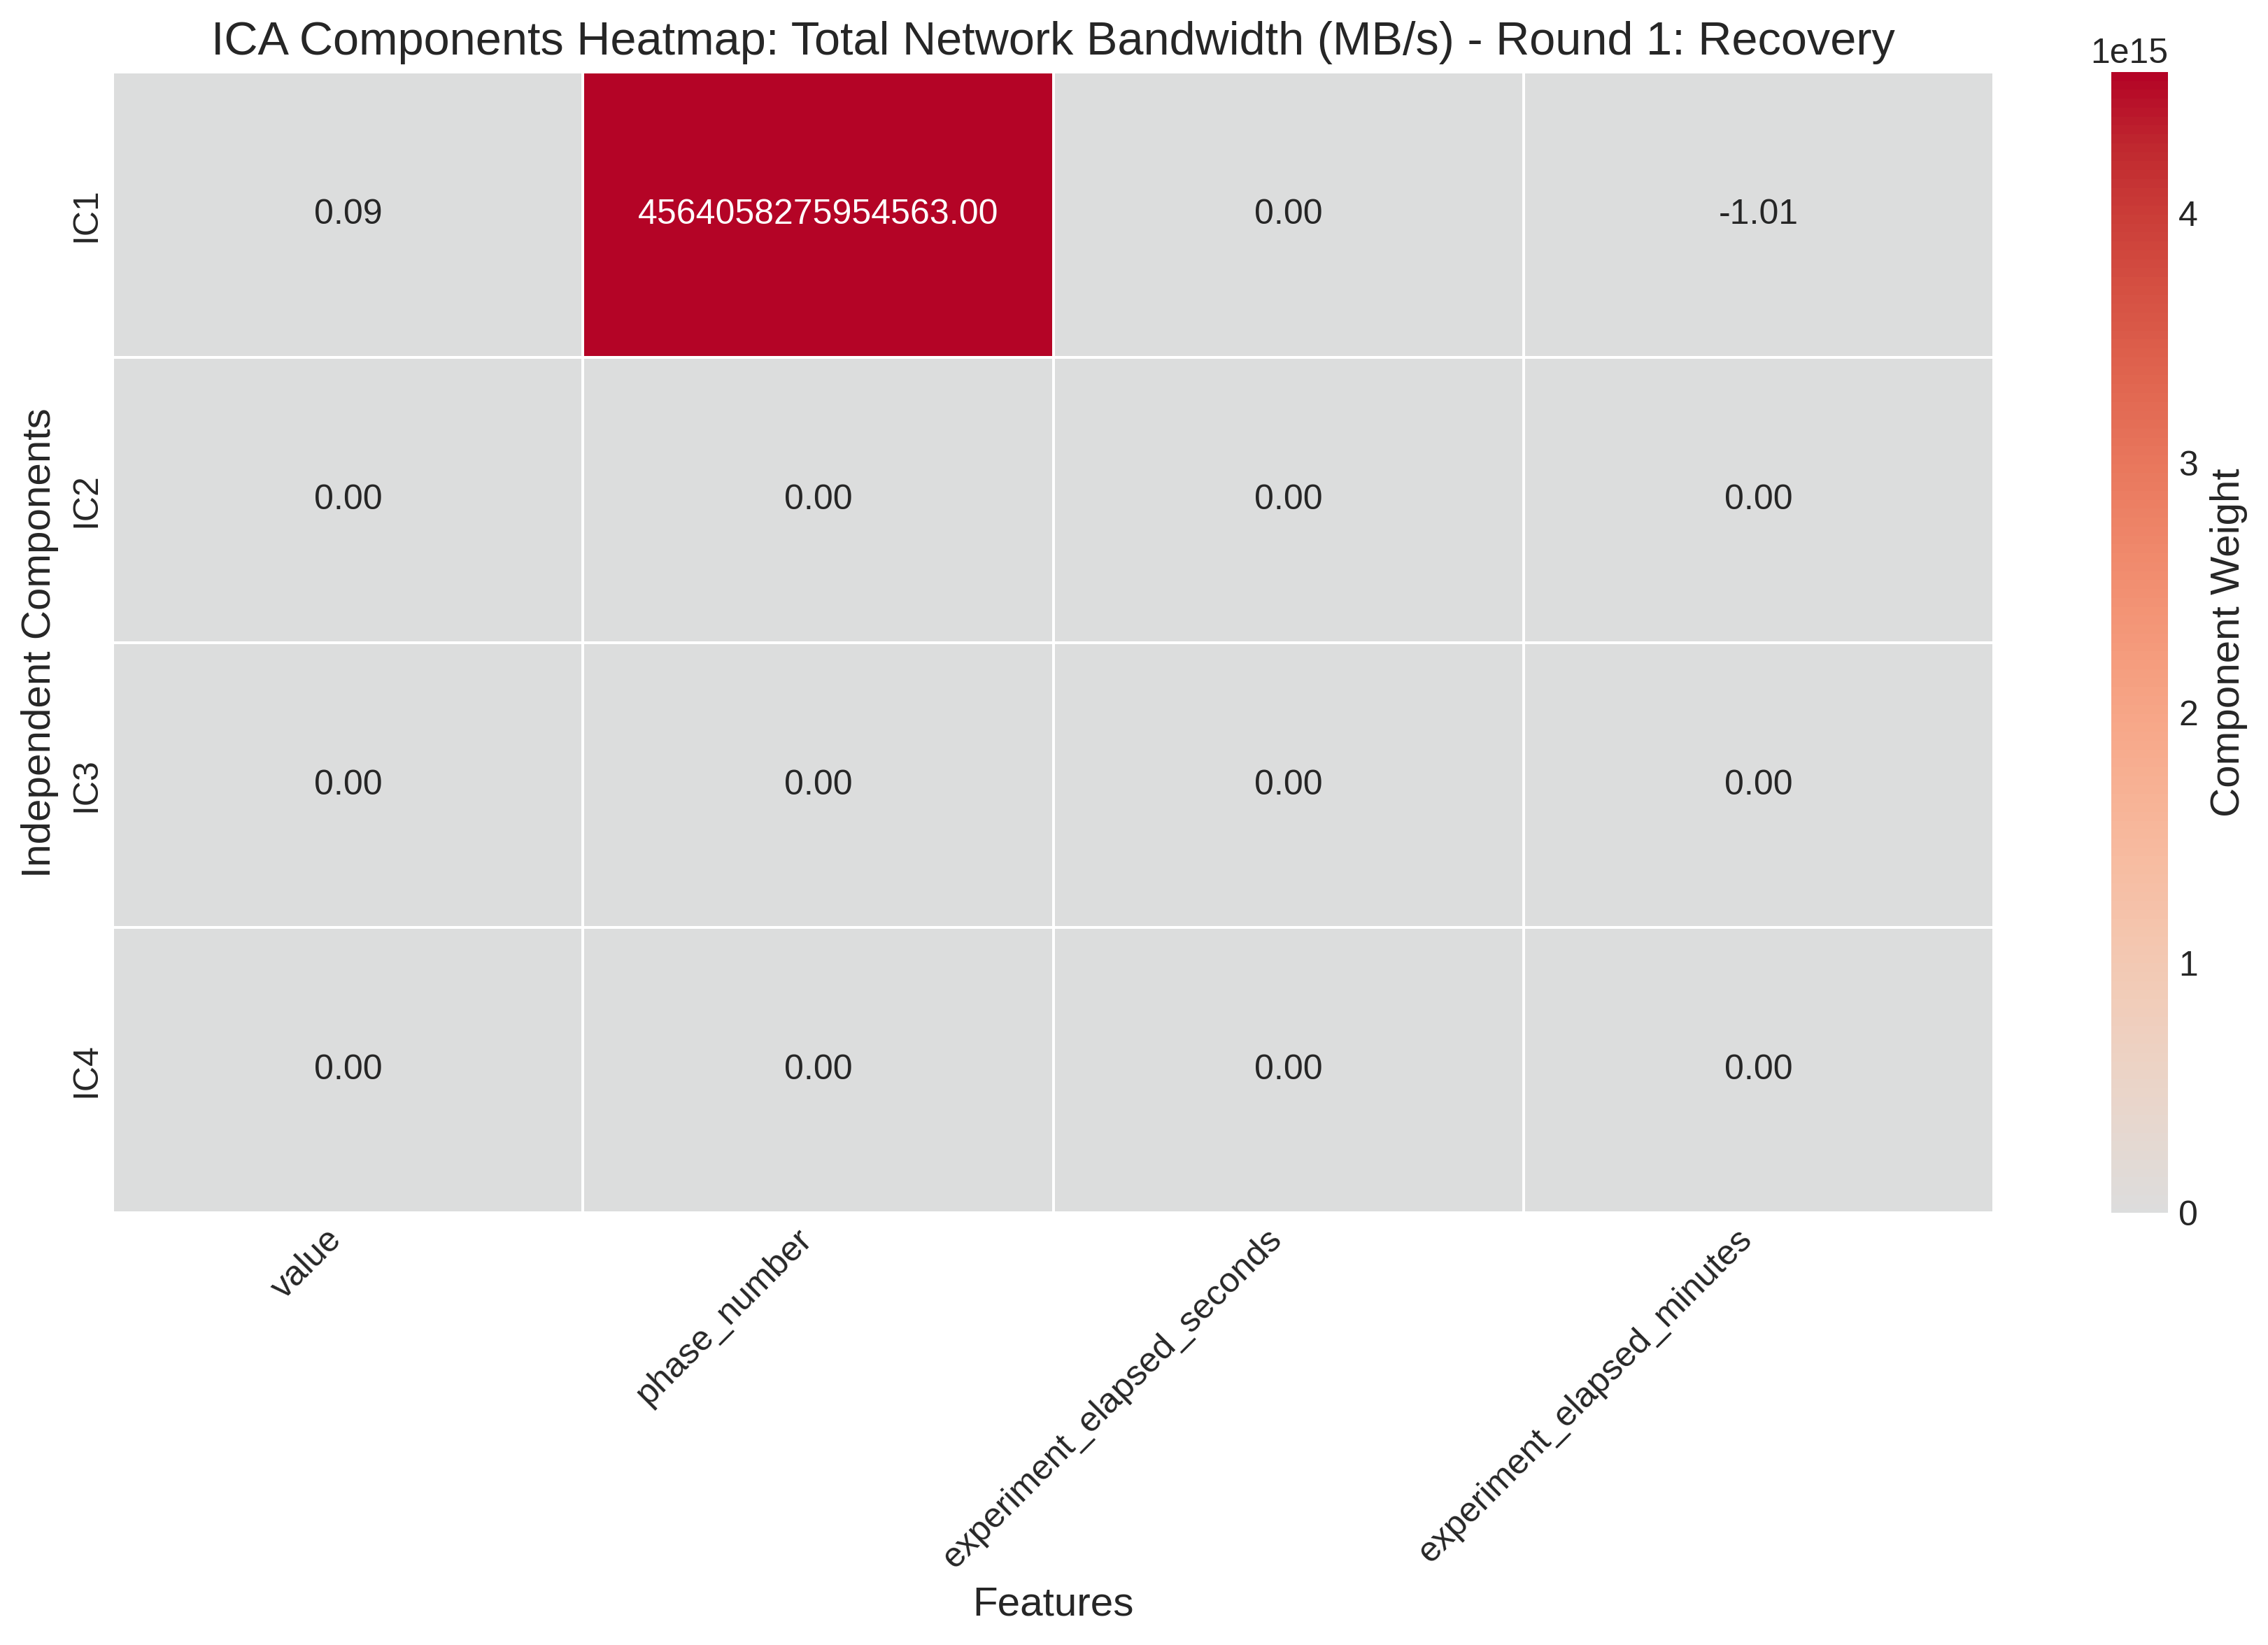 ICA Components Heatmap: Total Network Bandwidth (MB/s) - Round 1: Recovery
1e15
Independent Components
IC1
0.09
4564058275954563.00
0.00
-1.01
IC2
0.00
0.00
0.00
0.00
IC3
0.00
0.00
0.00
0.00
IC4
0.00
0.00
0.00
0.00
value
phase_number
experiment_elapsed_seconds
experiment_elapsed_minutes
Features
4
3
2
1
0
Component Weight